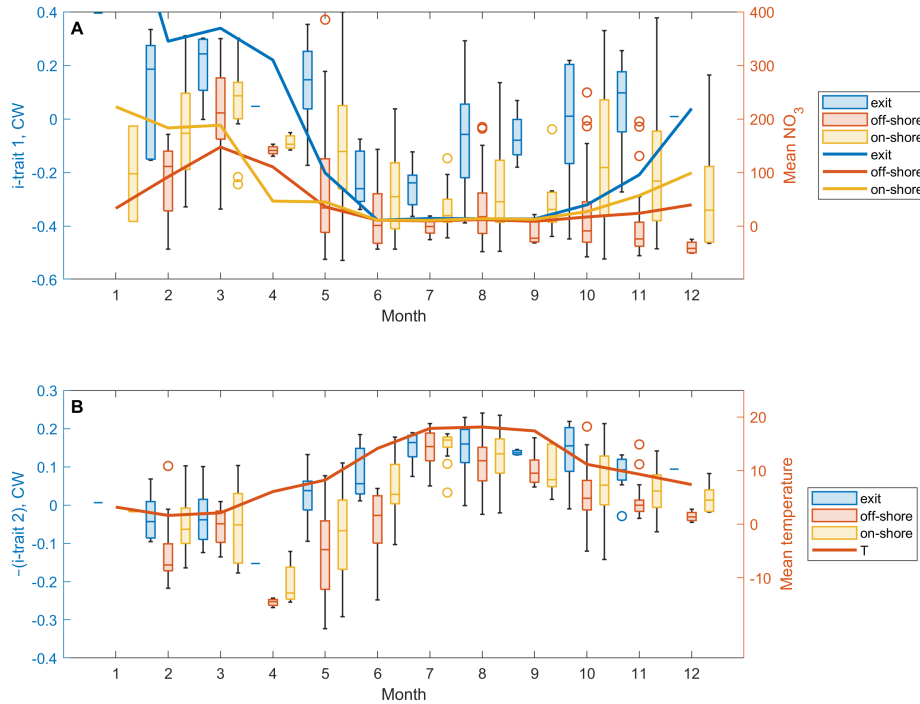 A
0.4
0.2
0
-0.2
-0.4
-0.6
i-trait 1, CW
400
300
200
100
0
Mean NO3
1 2 3 4 5 6 7 8 9 10 11 12
Month
exit
off-shore
on-shore
exit
off-shore
on-shore
B
0.3
0.2
0.1
0
-0.1
-0.2
-0.3
-0.4
−(i-trait 2), CW
20
10
0
-10
Mean temperature
1 2 3 4 5 6 7 8 9 10 11 12
Month
exit
off-shore
on-shore
T